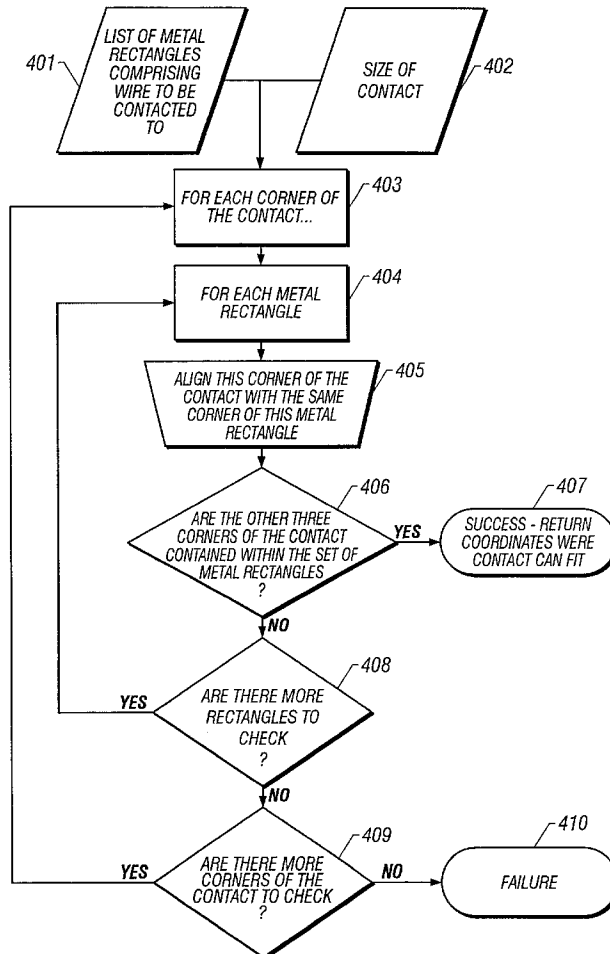 401
LIST OF METAL
RECTANGLES
COMPRISING
WIRE TO BE
CONTACTED
TO
SIZE OF
CONTACT
402
FOR EACH CORNER OF
THE CONTACT...
403
FOR EACH METAL
RECTANGLE
404
ALIGN THIS CORNER OF THE
CONTACT WITH THE SAME
CORNER OF THIS METAL
RECTANGLE
405
406
ARE THE OTHER THREE
CORNERS OF THE CONTACT
CONTAINED WITHIN THE SET OF
METAL RECTANGLES
?
YES
407
SUCCESS - RETURN
COORDINATES WERE
CONTACT CAN FIT
NO
408
YES
ARE THERE MORE
RECTANGLES TO
CHECK
?
NO
409
YES
ARE THERE MORE
CORNERS OF THE
CONTACT TO CHECK
?
NO
410
FAILURE